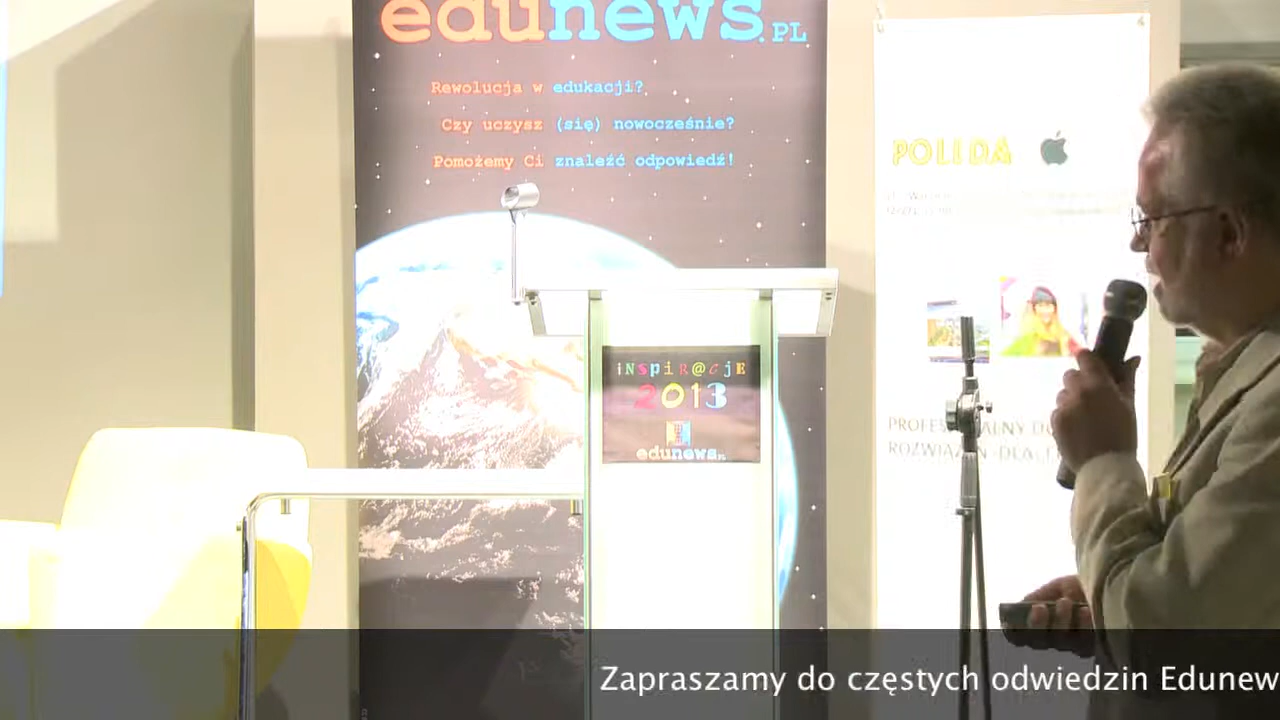 edunews.PL
Rewolucja w edukacji?
Czy uczysz (się) nowocześnie?
Pomożemy Ci znaleźć odpowiedź!
POLIDA
iNSpiR@cje
2013
edunews.PL
ROZWIĄZAŃ
Zapraszamy do częstych odwiedzin Edunew